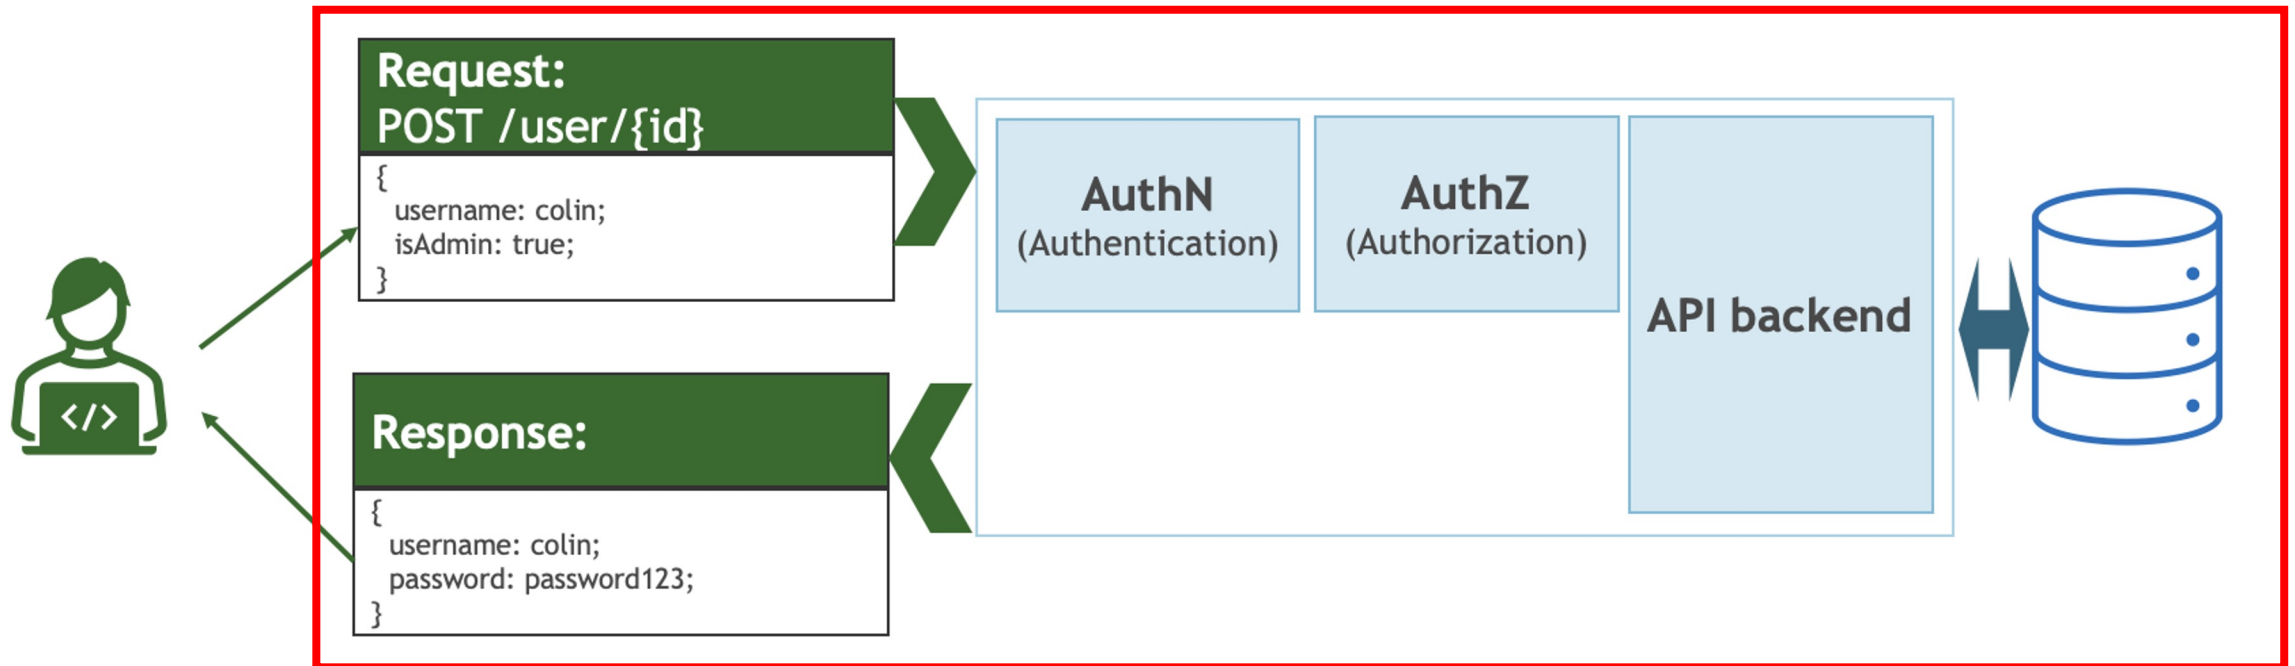 Request:
POST /user/{id}
{
username: colin;
isAdmin: true;
}
AuthN
(Authentication)
AuthZ
(Authorization)
API backend
</>
Response:
{
username: colin;
password: password123;
}